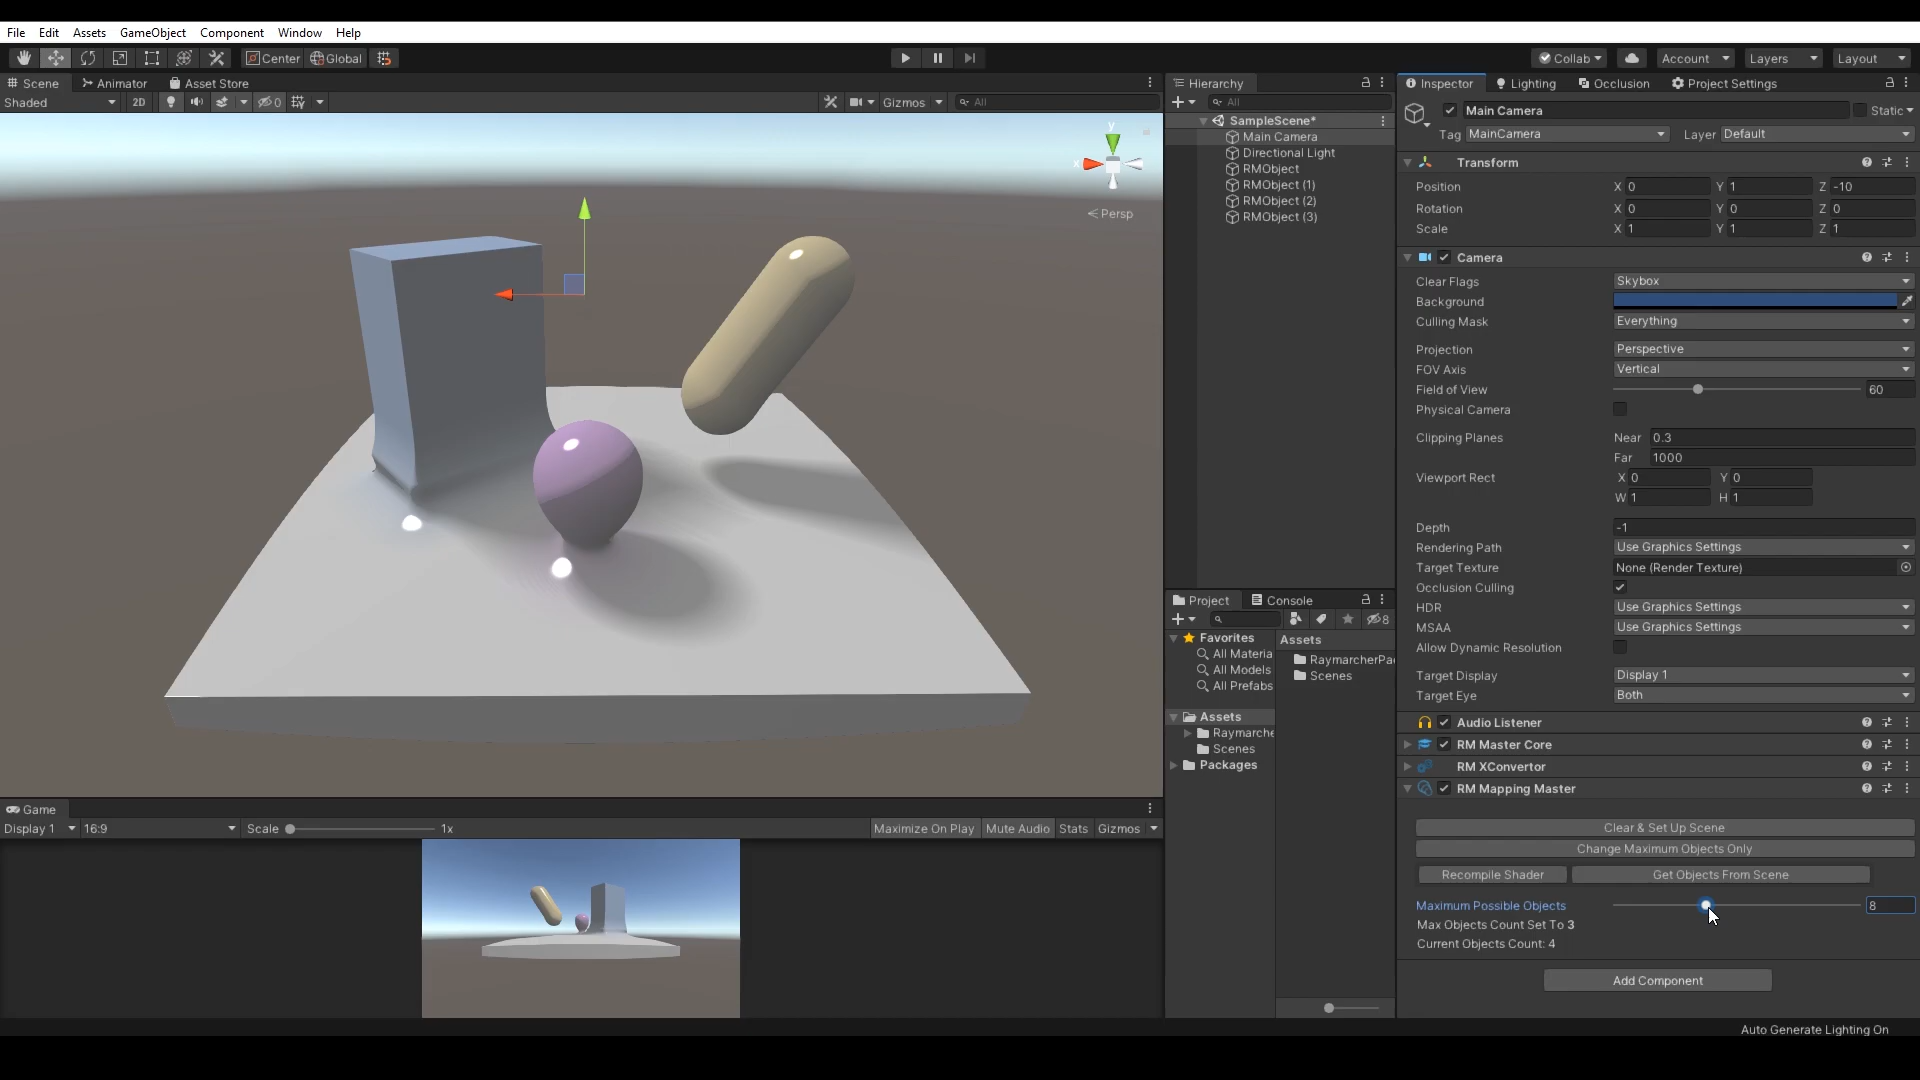 File Edit Assets GameObject Component Window Help
Center Global Collab Account Layers Layout
Scene Animator Asset Store
Shaded 2D 0 Gizmos All
y
x
Persp
Hierarchy
All
SampleScene*
Main Camera
Directional Light
RMObject
RMObject (1)
RMObject (2)
RMObject (3)
Project Console
8
Favorites
All Materia
All Models
All Prefabs
Assets
Raymarche
Scenes
Packages
Assets
RaymarcherPa
Scenes
Game
Display 1 16:9 Scale 1x Maximize On Play Mute Audio Stats Gizmos
Inspector Lighting Occlusion Project Settings
Main Camera Static
Tag MainCamera Layer Default
Transform
Position X 0 Y 1 Z -10
Rotation X 0 Y 0 Z 0
Scale X 1 Y 1 Z 1
Camera
Clear Flags Skybox
Background
Culling Mask Everything
Projection Perspective
FOV Axis Vertical
Field of View 60
Physical Camera
Clipping Planes Near 0.3
Far 1000
Viewport Rect X 0 Y 0
W 1 H 1
Depth -1
Rendering Path Use Graphics Settings
Target Texture None (Render Texture)
Occlusion Culling
HDR Use Graphics Settings
MSAA Use Graphics Settings
Allow Dynamic Resolution
Target Display Display 1
Target Eye Both
Audio Listener
RM Master Core
RM XConvertor
RM Mapping Master
Clear & Set Up Scene
Change Maximum Objects Only
Recompile Shader Get Objects From Scene
Maximum Possible Objects 8
Max Objects Count Set To 3
Current Objects Count: 4
Add Component
Auto Generate Lighting On